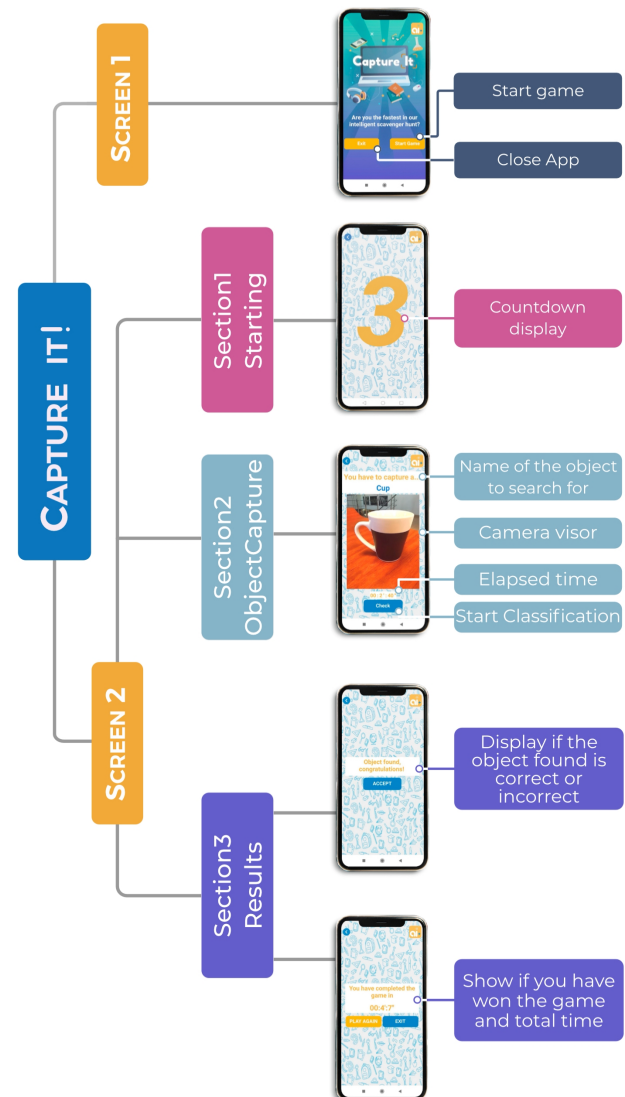 CAPTURE IT!
SCREEN 1
Capture It
Are you the fastest in our
intelligent scavenger hunt?
Exit
Start Game
Start game
Close App
SCREEN 2
Section1
Starting
3
Countdown
display
Section2
ObjectCapture
You have to capture a...
Cup
Check
Name of the object
to search for
Camera visor
Elapsed time
Start Classification
Section3
Results
Object found,
congratulations!
ACCEPT
Display if the
object found is
correct or
incorrect
You have completed the
game in
00:4':7"
PLAY AGAIN
EXIT
Show if you have
won the game
and total time